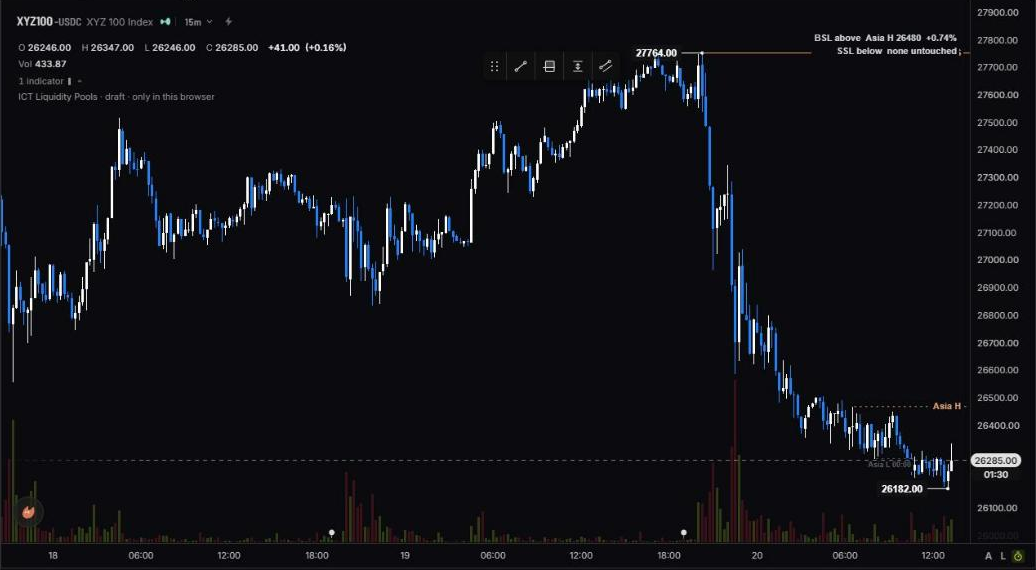 XYZ100-USDC XYZ 100 Index 15m
O 26246.00 H 26347.00 L 26246.00 C 26285.00 +41.00 (+0.16%)
Vol 433.87
1 indicator
ICT Liquidity Pools · draft · only in this browser
BSL above Asia H 26480 +0.74%
SSL below none untouched
27764.00
Asia H
Asia L 00:00
26182.00
27900.00
27800.00
27700.00
27600.00
27500.00
27400.00
27300.00
27200.00
27100.00
27000.00
26900.00
26800.00
26700.00
26600.00
26500.00
26400.00
26285.00
01:30
26100.00
26000.00
18 06:00 12:00 18:00 19 06:00 12:00 18:00 20 06:00 12:00
A L